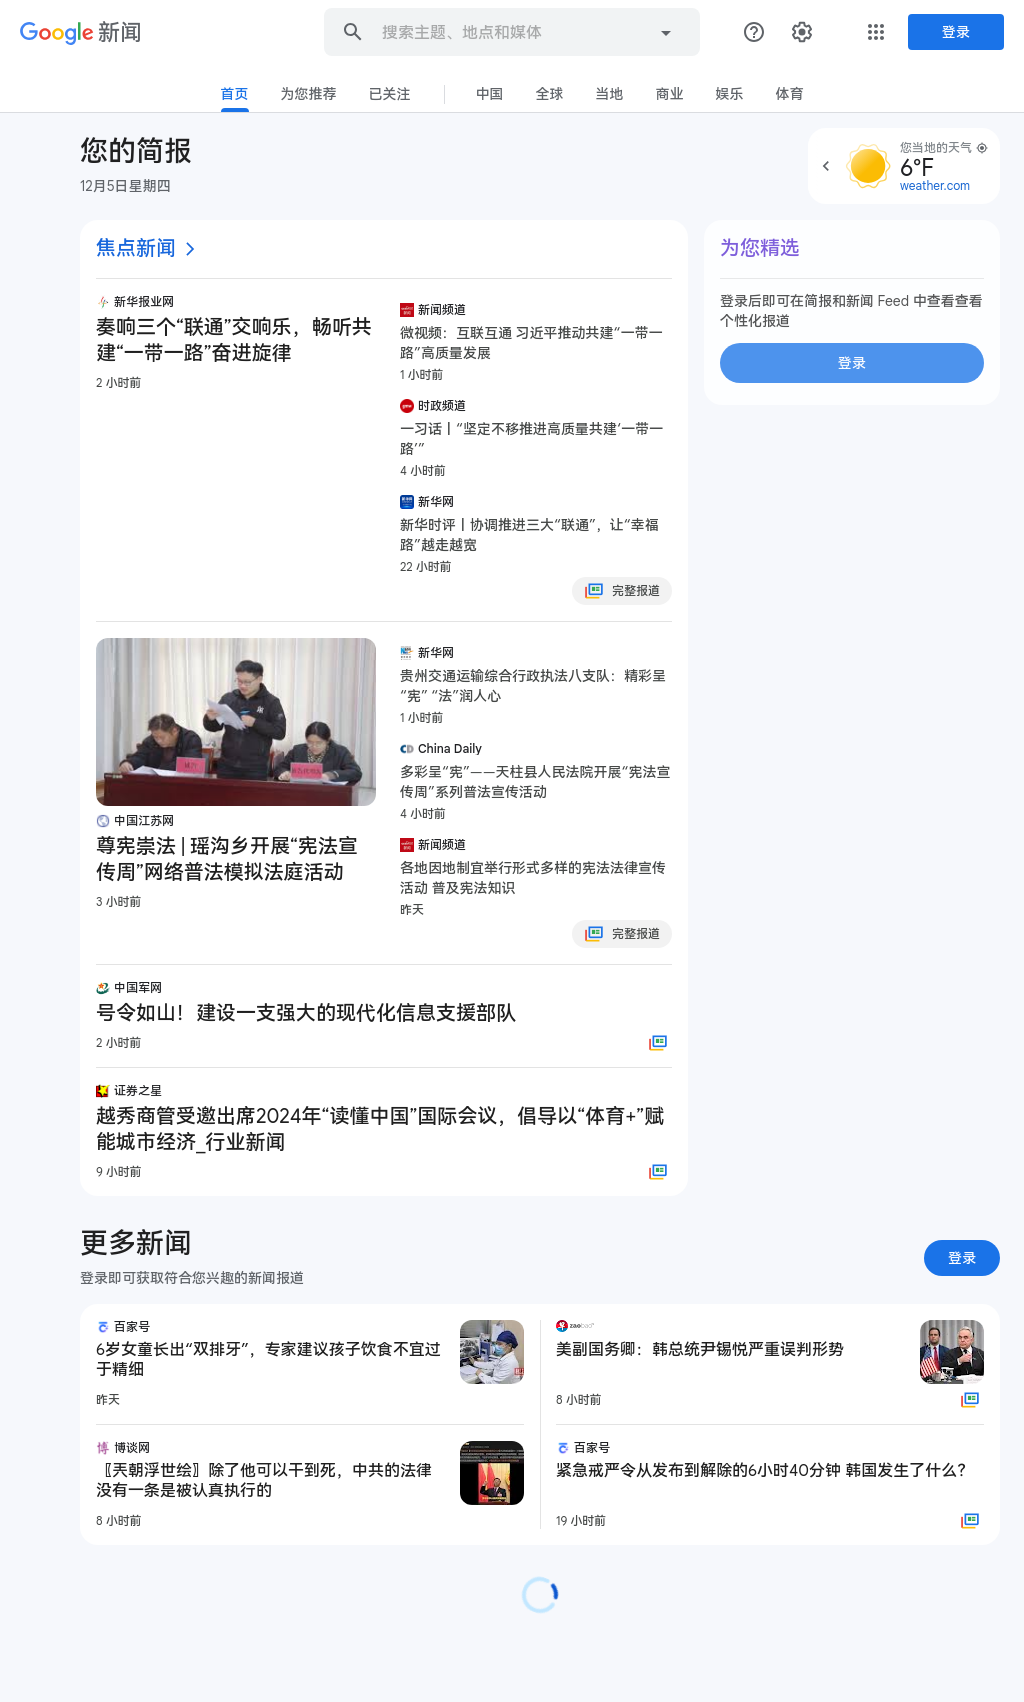 Google 新闻
搜索主题、地点和媒体
登录
首页
为您推荐
已关注
中国
全球
当地
商业
娱乐
体育
您的简报
12月5日星期四
您当地的天气
6°F
weather.com
焦点新闻
新华报业网
奏响三个“联通”交响乐，畅听共
建“一带一路”奋进旋律
2 小时前
新闻频道
微视频：互联互通 习近平推动共建“一带一
路”高质量发展
1 小时前
时政频道
一习话丨“坚定不移推进高质量共建‘一带一
路’”
4 小时前
新华网
新华时评丨协调推进三大“联通”，让“幸福
路”越走越宽
22 小时前
完整报道
中国江苏网
尊宪崇法 | 瑶沟乡开展“宪法宣
传周”网络普法模拟法庭活动
3 小时前
新华网
贵州交通运输综合行政执法八支队：精彩呈
“宪” “法”润人心
1 小时前
China Daily
多彩呈“宪”——天柱县人民法院开展“宪法宣
传周”系列普法宣传活动
4 小时前
新闻频道
各地因地制宜举行形式多样的宪法法律宣传
活动 普及宪法知识
昨天
完整报道
中国军网
号令如山！建设一支强大的现代化信息支援部队
2 小时前
证券之星
越秀商管受邀出席2024年“读懂中国”国际会议，倡导以“体育+”赋
能城市经济_行业新闻
9 小时前
为您精选
登录后即可在简报和新闻 Feed 中查看查看
个性化报道
登录
更多新闻
登录即可获取符合您兴趣的新闻报道
登录
百家号
6岁女童长出“双排牙”，专家建议孩子饮食不宜过
于精细
昨天
zaobao
美副国务卿：韩总统尹锡悦严重误判形势
8 小时前
博谈网
〖兲朝浮世绘〗除了他可以干到死，中共的法律
没有一条是被认真执行的
8 小时前
百家号
紧急戒严令从发布到解除的6小时40分钟 韩国发生了什么？
19 小时前